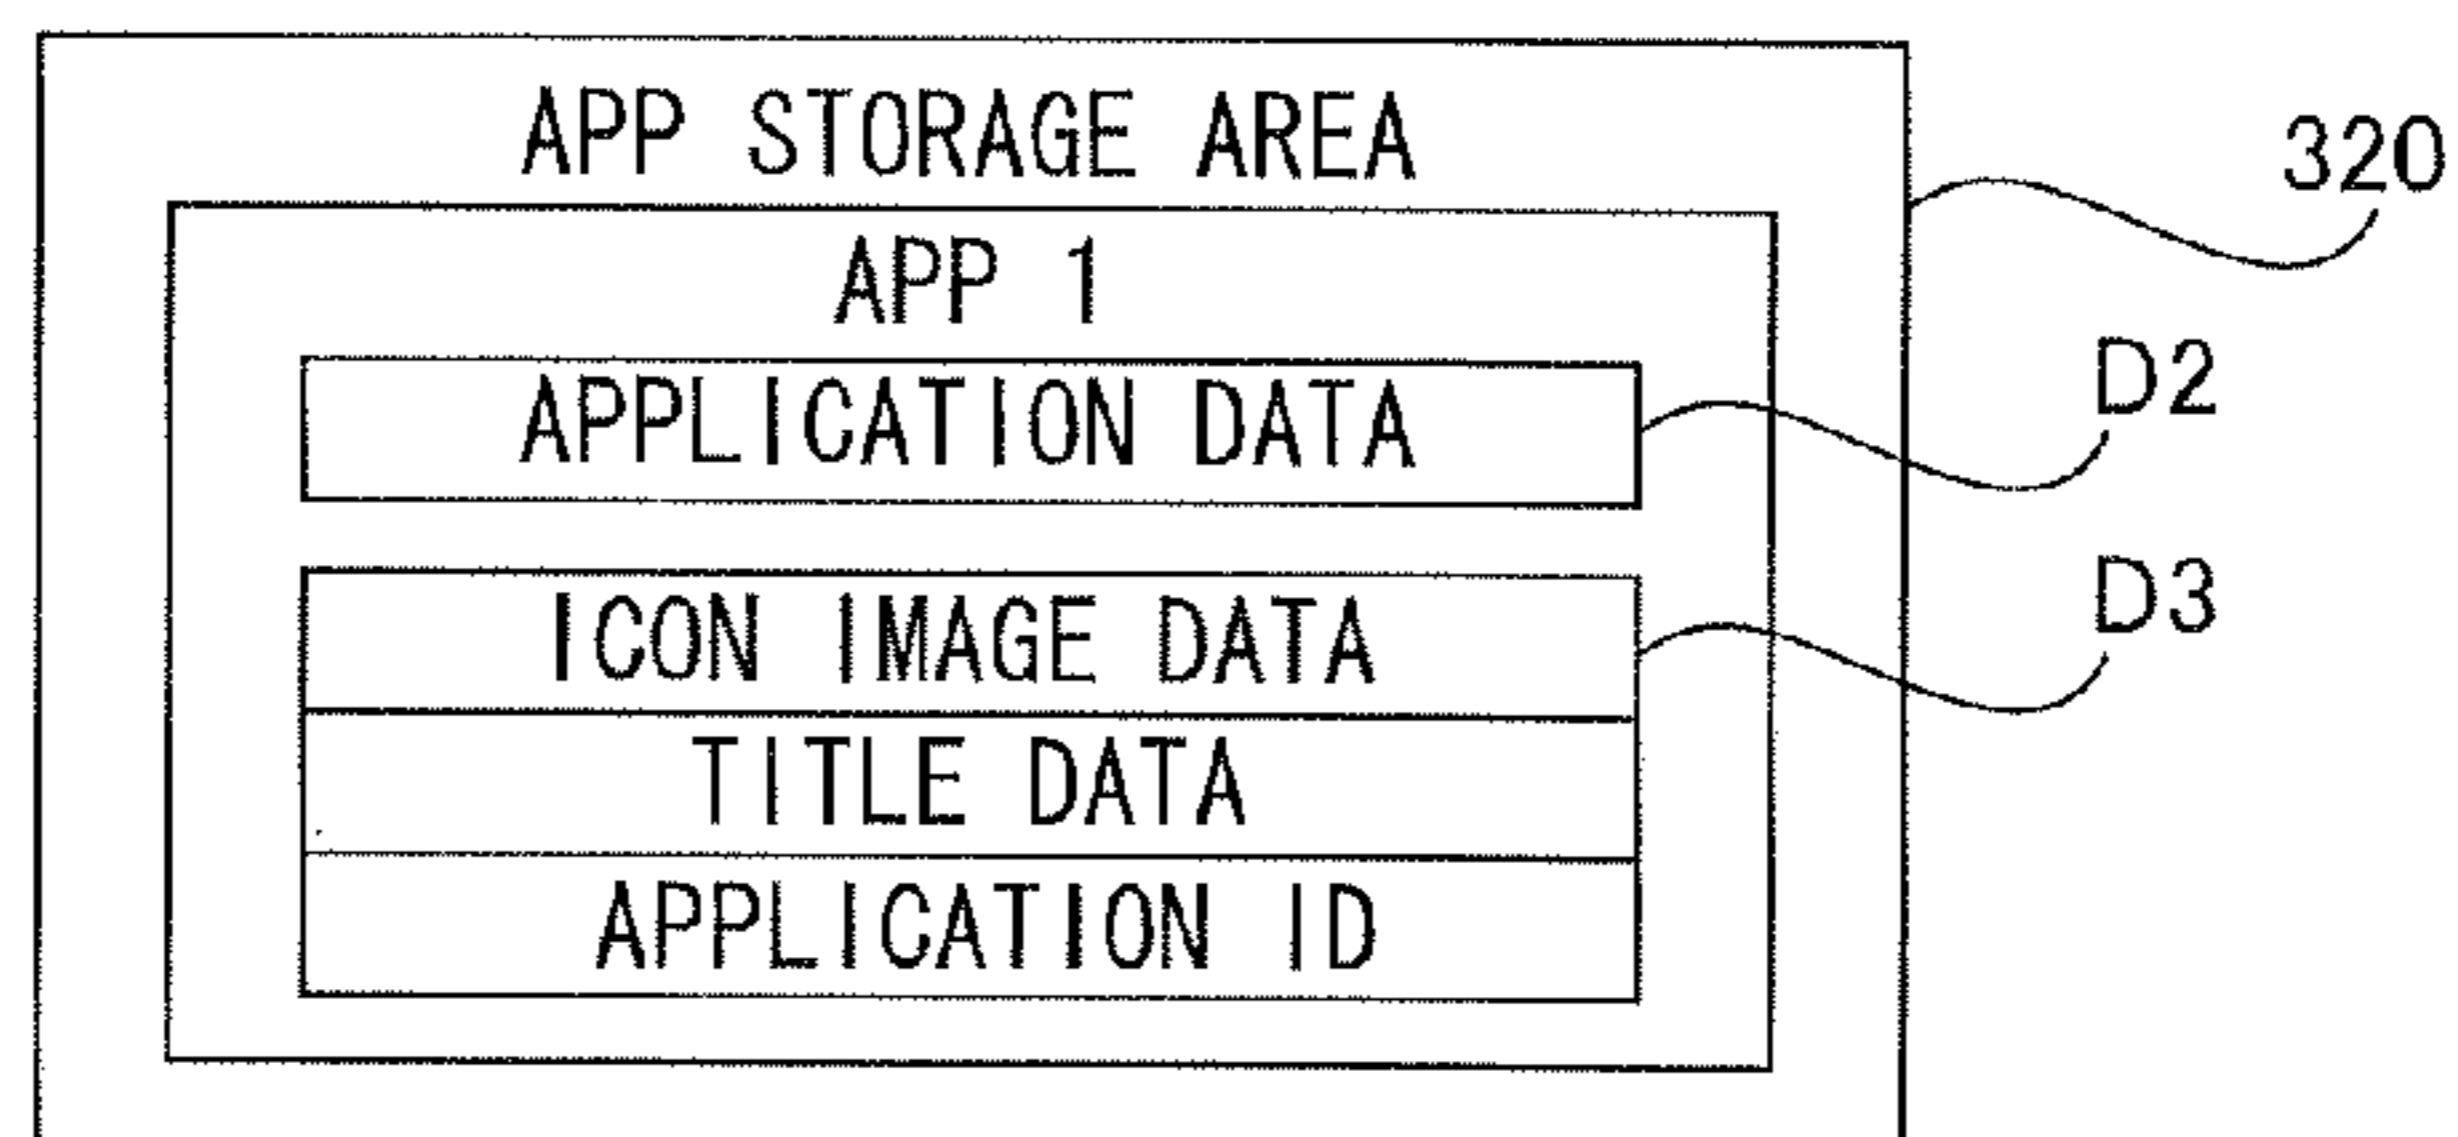 APP STORAGE AREA
320
APP 1
APPLICATION DATA
D2
ICON IMAGE DATA
D3
TITLE DATA
APPLICATION ID